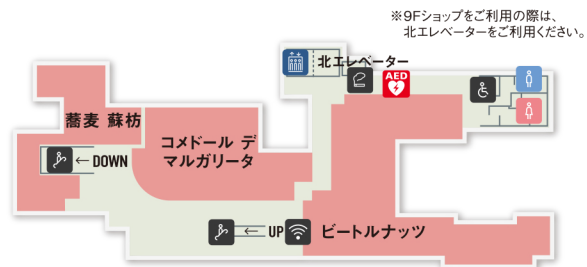 ※9Fショップをご利用の際は、
北エレベーターをご利用ください。
北エレベーター
AED
蕎麦 蘇枋
コメドール デ
マルガリータ
←DOWN
← UP
ビートルナッツ